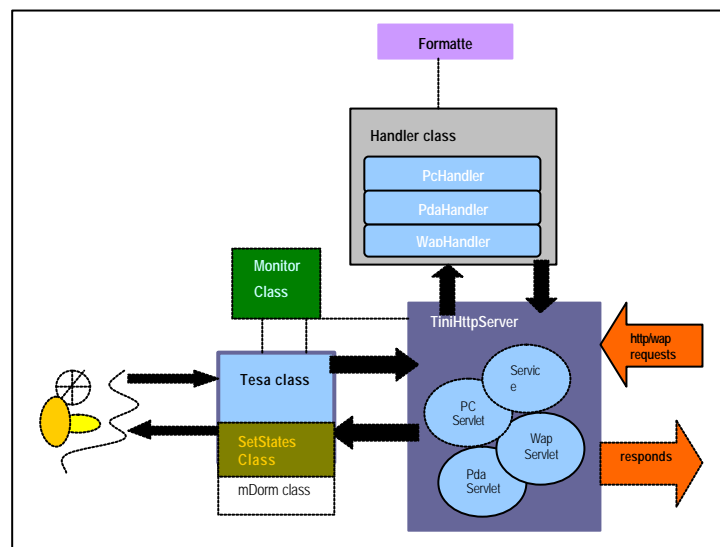 Formatte
Handler class
PcHandler
PdaHandler
WapHandler
Monitor
Class
TiniHttpServer
http/wap
requests
Tesa class
Servic
e
PC
Servlet
Wap
Servlet
SetStates
Class
responds
Pda
Servlet
mDorm class